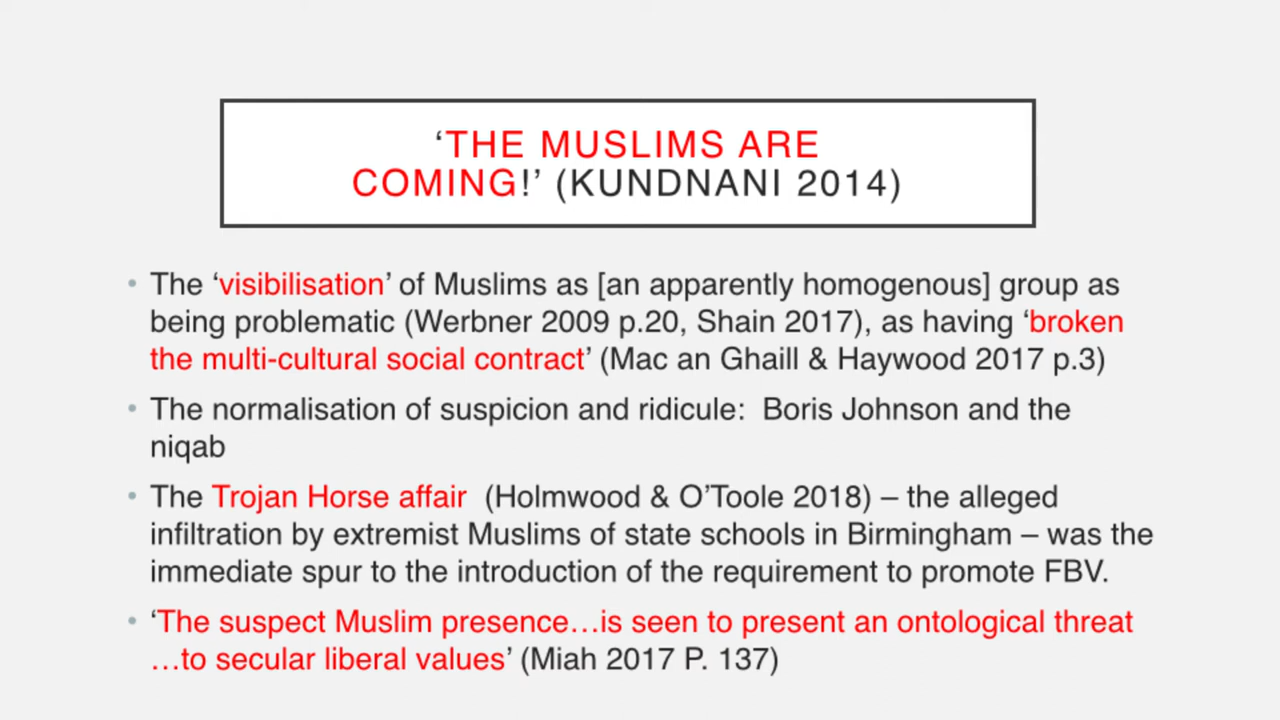 ‘THE MUSLIMS ARE
COMING!’ (KUNDNANI 2014)
• The ‘visibilisation’ of Muslims as [an apparently homogenous] group as
being problematic (Werbner 2009 p.20, Shain 2017), as having ‘broken
the multi-cultural social contract’ (Mac an Ghaill & Haywood 2017 p.3)
• The normalisation of suspicion and ridicule:  Boris Johnson and the
niqab
• The Trojan Horse affair  (Holmwood & O’Toole 2018) – the alleged
infiltration by extremist Muslims of state schools in Birmingham – was the
immediate spur to the introduction of the requirement to promote FBV.
• ‘The suspect Muslim presence…is seen to present an ontological threat
…to secular liberal values’ (Miah 2017 P. 137)